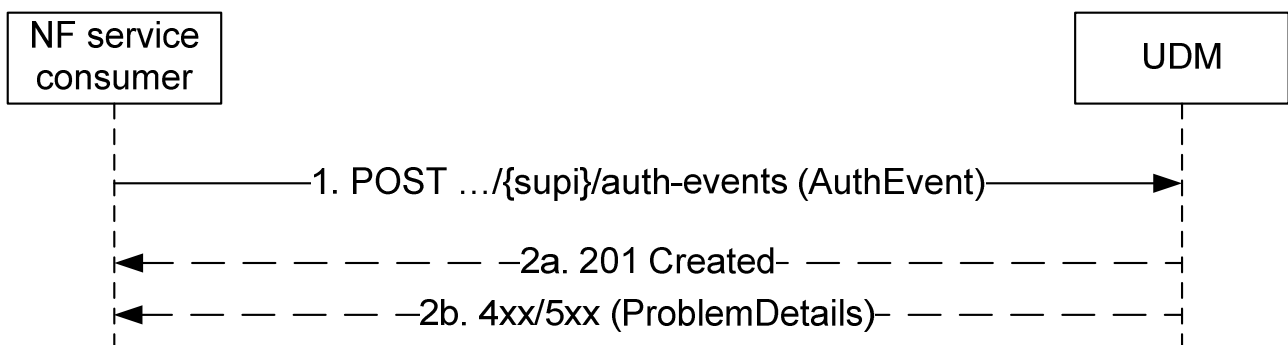 NF service
consumer
UDM
1. POST …/{supi}/auth-events (AuthEvent)
2a. 201 Created
2b. 4xx/5xx (ProblemDetails)